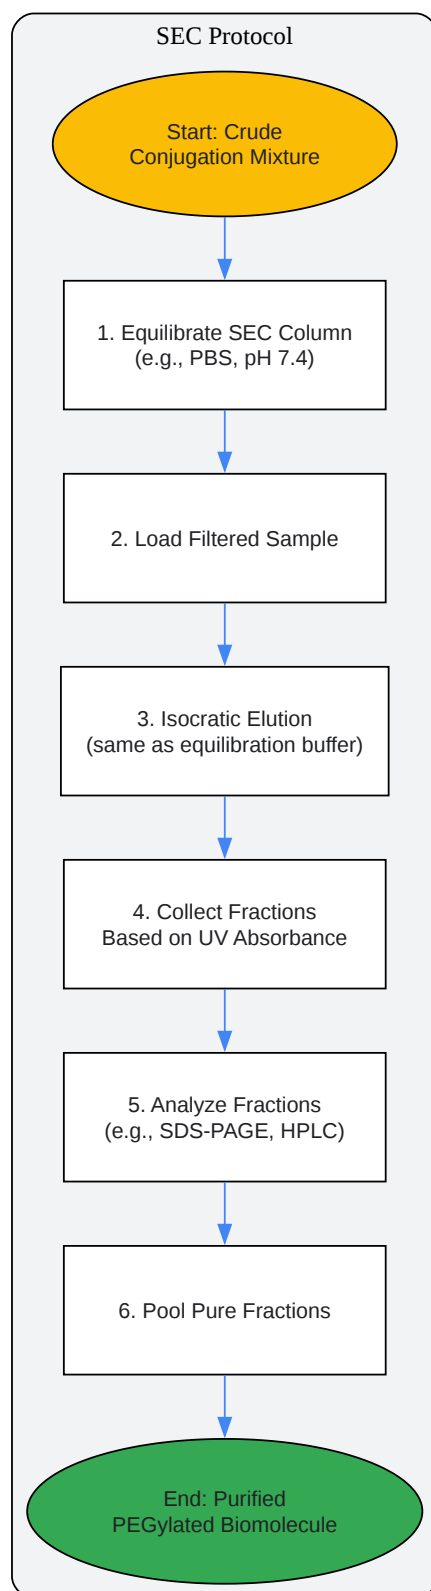 SEC Protocol
Start: Crude
Conjugation Mixture
1. Equilibrate SEC Column
(e.g., PBS, pH 7.4)
2. Load Filtered Sample
3. Isocratic Elution
(same as equilibration buffer)
4. Collect Fractions
Based on UV Absorbance
5. Analyze Fractions
(e.g., SDS-PAGE, HPLC)
6. Pool Pure Fractions
End: Purified
PEGylated Biomolecule